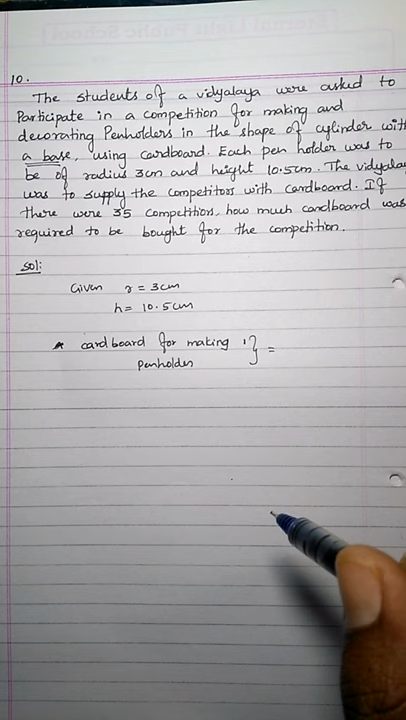 10.
The students of a vidyalaya were asked to
Participate in a competition for making and
decorating Penholders in the shape of cylinder with
a base, using cardboard. Each pen holder was to
be of radius 3cm and height 10.5cm. The vidyalaya
was to supply the competitors with cardboard. If
there were 35 competitors, how much cardboard was
required to be bought for the competition.
Sol:
Given r = 3cm
h = 10.5cm
cardboard for making 1 } =
Penholder